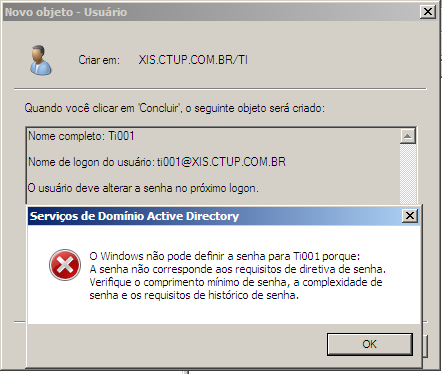 Novo objeto - Usuário
Criar em: XIS.CTUP.COM.BR/TI
Quando você clicar em 'Concluir', o seguinte objeto será criado:
Nome completo: Ti001
Nome de logon do usuário: ti001@XIS.CTUP.COM.BR
O usuário deve alterar a senha no próximo logon.
Serviços de Domínio Active Directory
O Windows não pode definir a senha para Ti001 porque:
A senha não corresponde aos requisitos de diretiva de senha.
Verifique o comprimento mínimo de senha, a complexidade de
senha e os requisitos de histórico de senha.
OK